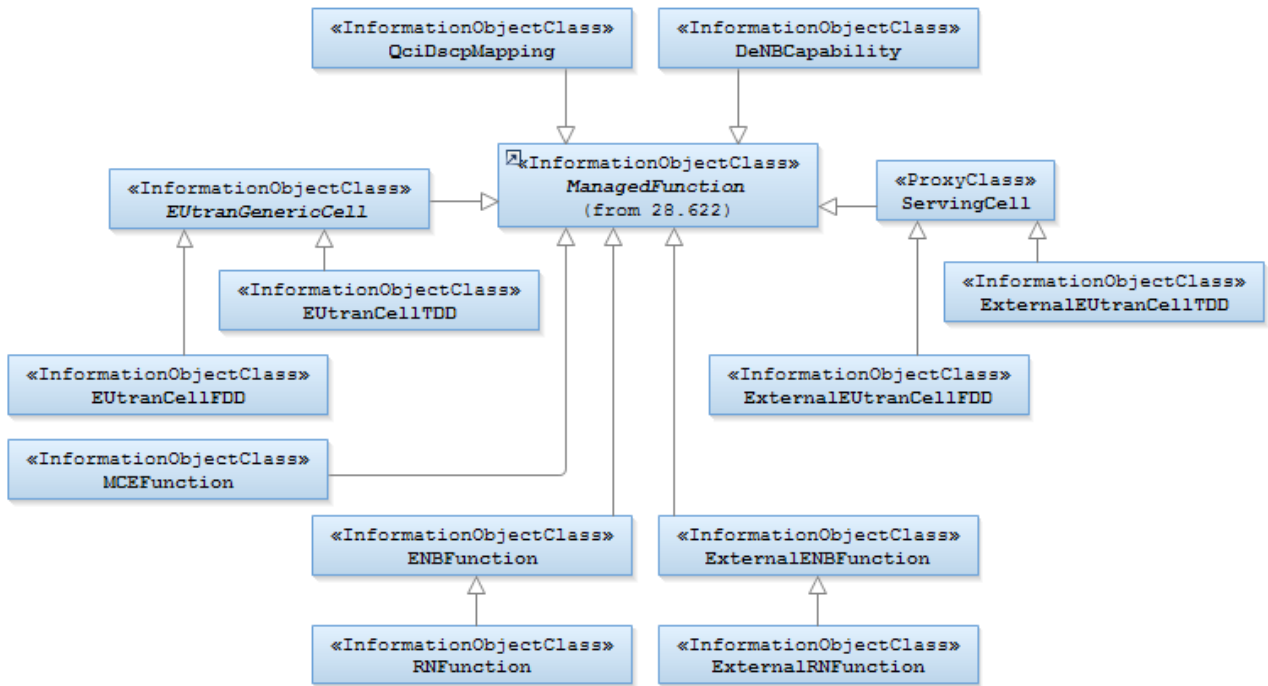 «InformationObjectClass»
QciDscpMapping
«InformationObjectClass»
DeNBCapability
«InformationObjectClass»
ManagedFunction
(from 28.622)
«InformationObjectClass»
EUtranGenericCell
«ProxyClass»
ServingCell
«InformationObjectClass»
EUtranCellTDD
«InformationObjectClass»
ExternalEUtranCellTDD
«InformationObjectClass»
EUtranCellFDD
«InformationObjectClass»
ExternalEUtranCellFDD
«InformationObjectClass»
MCEFunction
«InformationObjectClass»
ENBFunction
«InformationObjectClass»
ExternalENBFunction
«InformationObjectClass»
RNFunction
«InformationObjectClass»
ExternalRNFunction